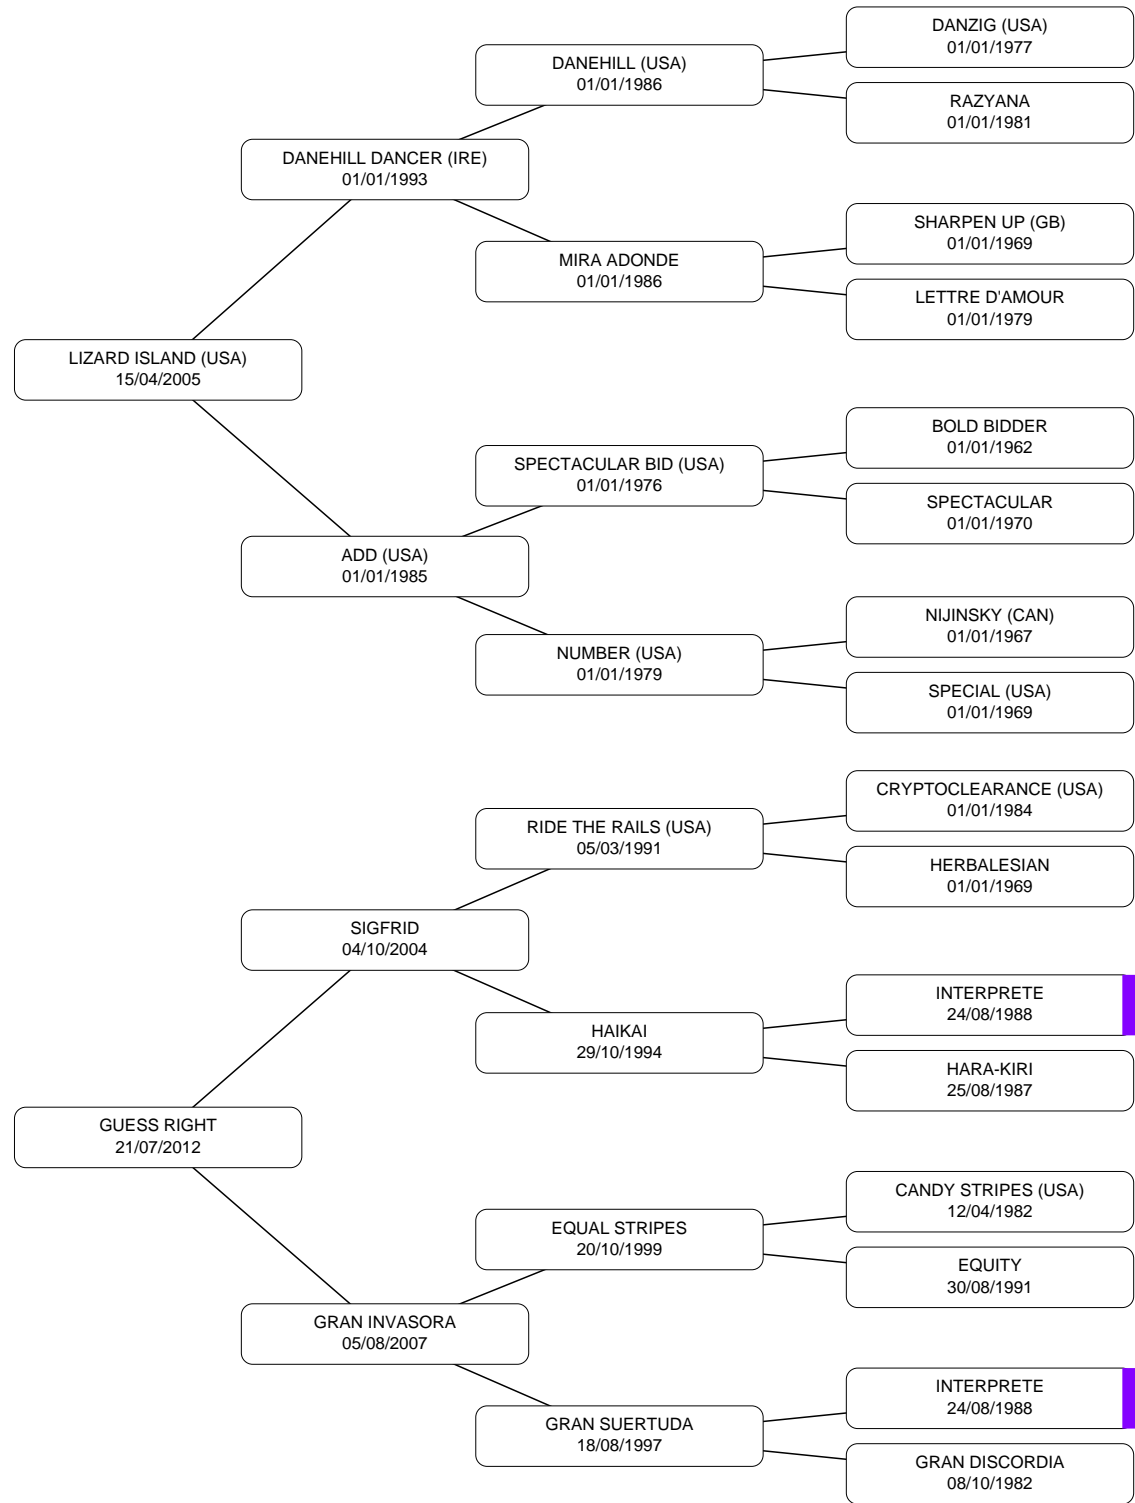 DANZIG (USA)
01/01/1977
DANEHILL (USA)
01/01/1986
RAZYANA
01/01/1981
DANEHILL DANCER (IRE)
01/01/1993
SHARPEN UP (GB)
01/01/1969
MIRA ADONDE
01/01/1986
LETTRE D'AMOUR
01/01/1979
LIZARD ISLAND (USA)
15/04/2005
BOLD BIDDER
01/01/1962
SPECTACULAR BID (USA)
01/01/1976
SPECTACULAR
01/01/1970
ADD (USA)
01/01/1985
NIJINSKY (CAN)
01/01/1967
NUMBER (USA)
01/01/1979
SPECIAL (USA)
01/01/1969
CRYPTOCLEARANCE (USA)
01/01/1984
RIDE THE RAILS (USA)
05/03/1991
HERBALESIAN
01/01/1969
SIGFRID
04/10/2004
INTERPRETE
24/08/1988
HAIKAI
29/10/1994
HARA-KIRI
25/08/1987
GUESS RIGHT
21/07/2012
CANDY STRIPES (USA)
12/04/1982
EQUAL STRIPES
20/10/1999
EQUITY
30/08/1991
GRAN INVASORA
05/08/2007
INTERPRETE
24/08/1988
GRAN SUERTUDA
18/08/1997
GRAN DISCORDIA
08/10/1982